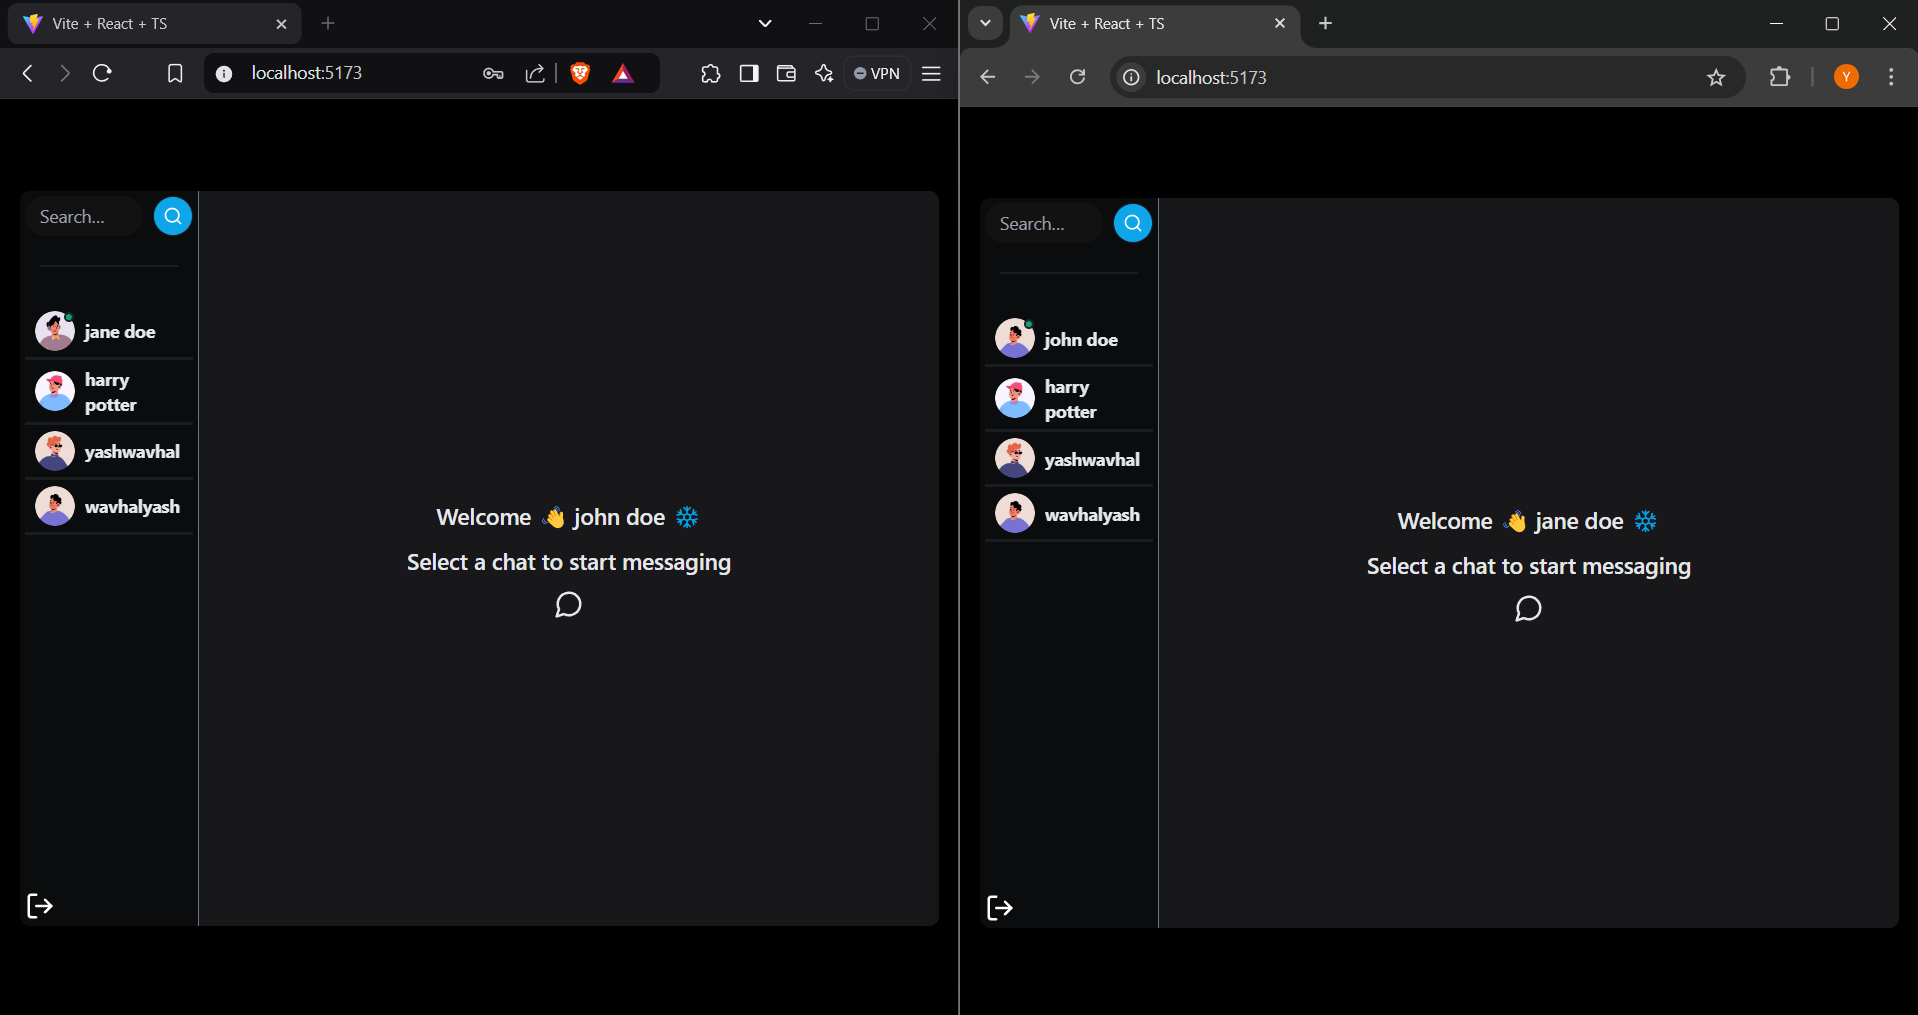 Vite + React + TS
localhost:5173
VPN
Search...
jane doe
harry
potter
yashwavhal
wavhalyash
Welcome 👋 john doe ❄
Select a chat to start messaging
Vite + React + TS
localhost:5173
Y
Search...
john doe
harry
potter
yashwavhal
wavhalyash
Welcome 👋 jane doe ❄
Select a chat to start messaging